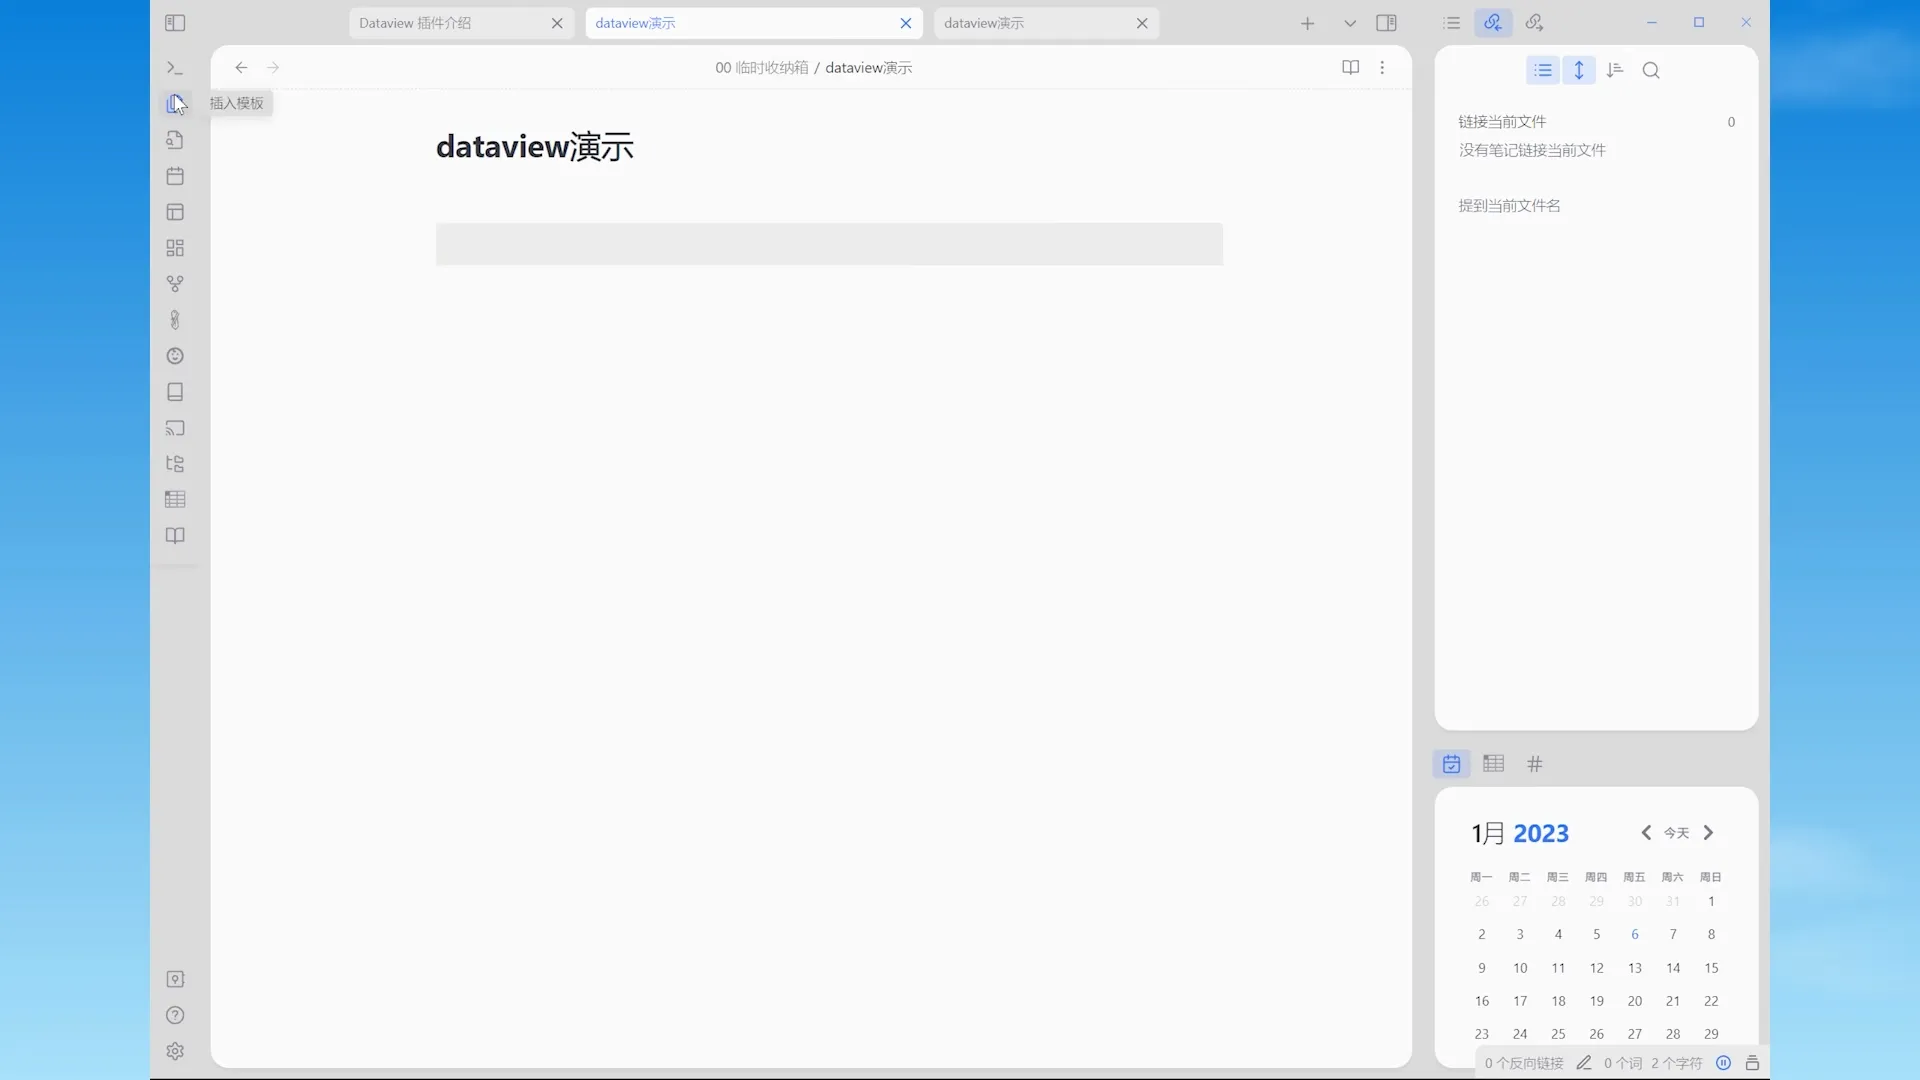 Dataview 插件介绍
dataview演示
dataview演示
00 临时收纳箱 / dataview演示
插入模板
dataview演示
链接当前文件 0
没有笔记链接当前文件
提到当前文件名
1月 2023 今天
周一 周二 周三 周四 周五 周六 周日
26 27 28 29 30 31 1
2 3 4 5 6 7 8
9 10 11 12 13 14 15
16 17 18 19 20 21 22
23 24 25 26 27 28 29
0 个反向链接 0 个词 2 个字符